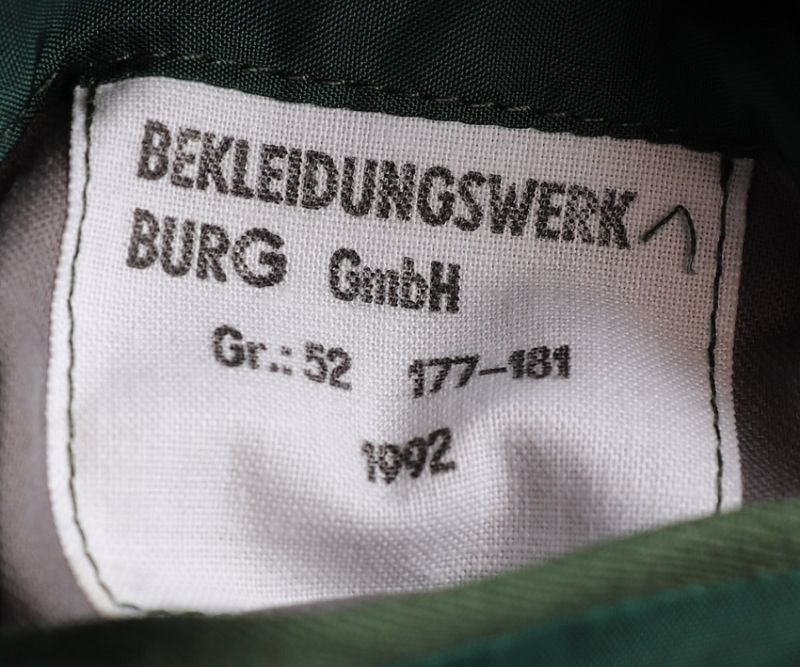 BEKLEIDUNGSWERK
BURG GmbH
Gr.: 52 177-181
1992